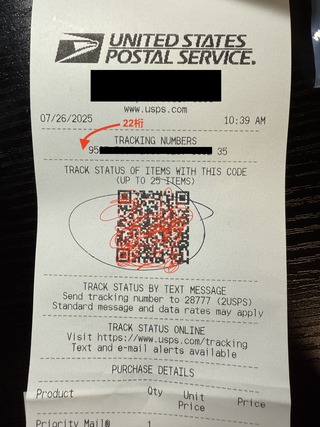 UNITED STATES
POSTAL SERVICE®
www.usps.com
07/26/2025 10:39 AM
22桁
TRACKING NUMBERS
95 35
TRACK STATUS OF ITEMS WITH THIS CODE
(UP TO 25 ITEMS)
TRACK STATUS BY TEXT MESSAGE
Send tracking number to 28777 (2USPS)
Standard message and data rates may apply
TRACK STATUS ONLINE
Visit https://www.usps.com/tracking
Text and e-mail alerts available
PURCHASE DETAILS
Product Qty Unit Price
Price
Priority Mail® 1